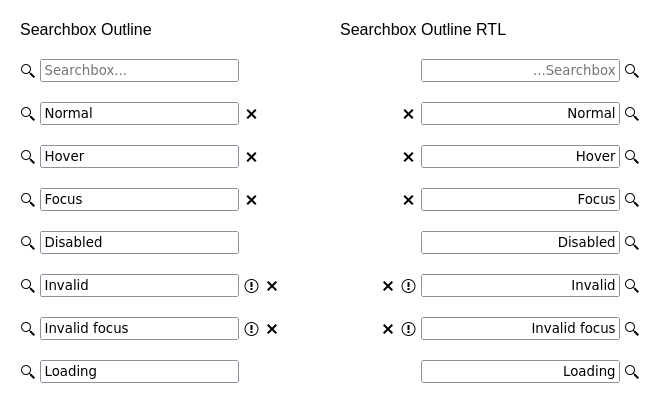 Searchbox Outline
Searchbox...
Normal
Hover
Focus
Disabled
Invalid
Invalid focus
Loading
Searchbox Outline RTL
...Searchbox
Normal
Hover
Focus
Disabled
Invalid
Invalid focus
Loading